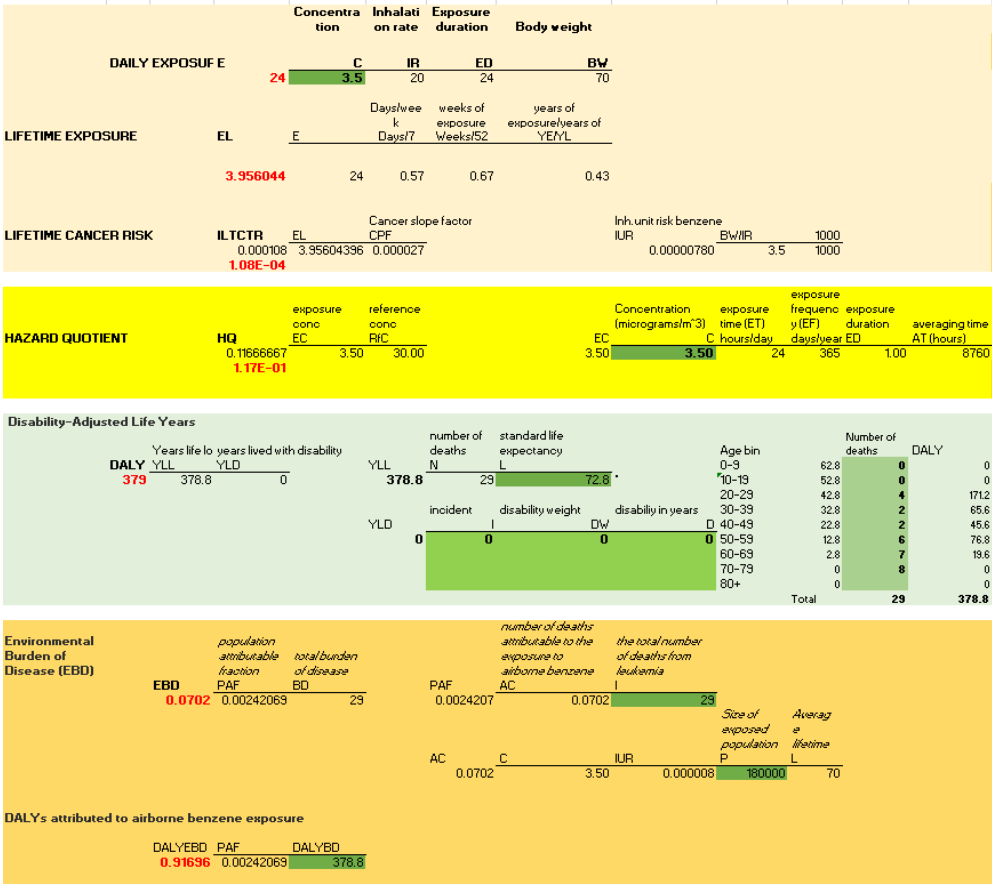 Concentra Inhalati Exposure
tion on rate duration Body weight
DAILY EXPOSUF E C IR ED BW
24 3.5 20 24 70
Days/wee weeks of years of
k exposure exposure/years of
LIFETIME EXPOSURE EL E Days/7 Weeks/52 YE/YL
3.956044 24 0.57 0.67 0.43
Cancer slope factor Inh.unit risk benzene
LIFETIME CANCER RISK ILTCTR EL CPF IUR BW/IR 1000
0.000108 3.95604396 0.000027 0.00000780 3.5 1000
1.08E-04
exposure
exposure reference Concentration exposure frequenc exposure
conc conc (micrograms/m^3) time (ET) y (EF) duration averaging time
HAZARD QUOTIENT HQ EC RfC EC C hours/day days/year ED AT (hours)
0.11666667 3.50 30.00 3.50 3.50 24 365 1.00 8760
1.17E-01
Disability-Adjusted Life Years
number of standard life Number of
Years life lo years lived with disability deaths expectancy Age bin deaths DALY
DALY YLL YLD YLL N L 0-9 62.8 0 0
379 378.8 0 378.8 29 72.8 * 10-19 52.8 0 0
20-29 42.8 4 171.2
incident disability weight disabiliy in years 30-39 32.8 2 65.6
YLD I DW D 40-49 22.8 2 45.6
0 0 0 0 50-59 12.8 6 76.8
60-69 2.8 7 19.6
70-79 0 8 0
80+ 0 0
Total 29 378.8
number of deaths
Environmental population attributable to the the total number
Burden of attributable total burden exposure to of deaths from
Disease (EBD) fraction of disease airborne benzene leukemia
EBD PAF BD PAF AC I
0.0702 0.00242069 29 0.0024207 0.0702 29
Size of Averag
exposed e
population lifetime
AC C IUR P L
0.0702 3.50 0.000008 180000 70
DALYs attributed to airborne benzene exposure
DALYEBD PAF DALYBD
0.91696 0.00242069 378.8